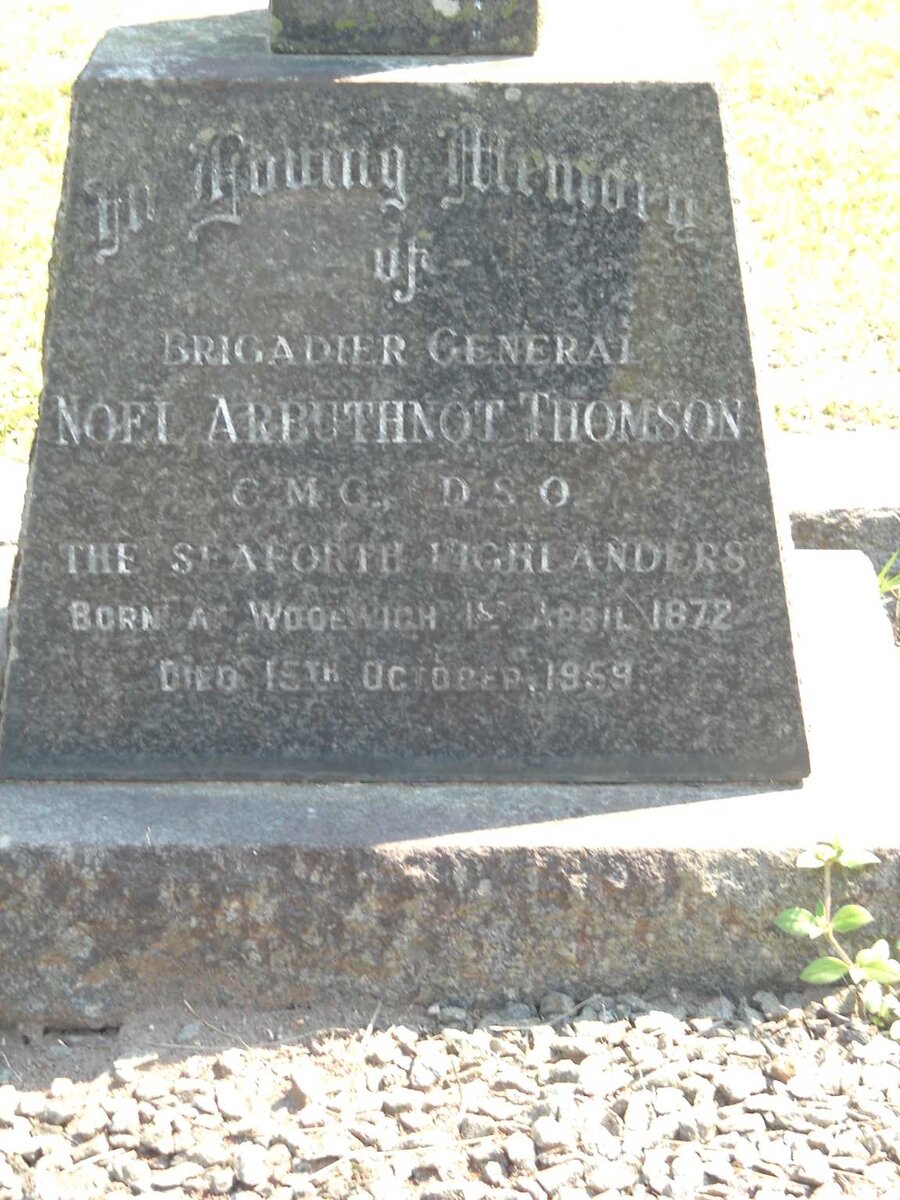 In Loving Memory
of
BRIGADIER GENERAL
NOEL ARBUTHNOT THOMSON
C.M.G., D.S.O
THE SEAFORTH HIGHLANDERS
BORN AT WOOLWICH 1ST APRIL 1872
DIED 15TH OCTOBER, 1959.